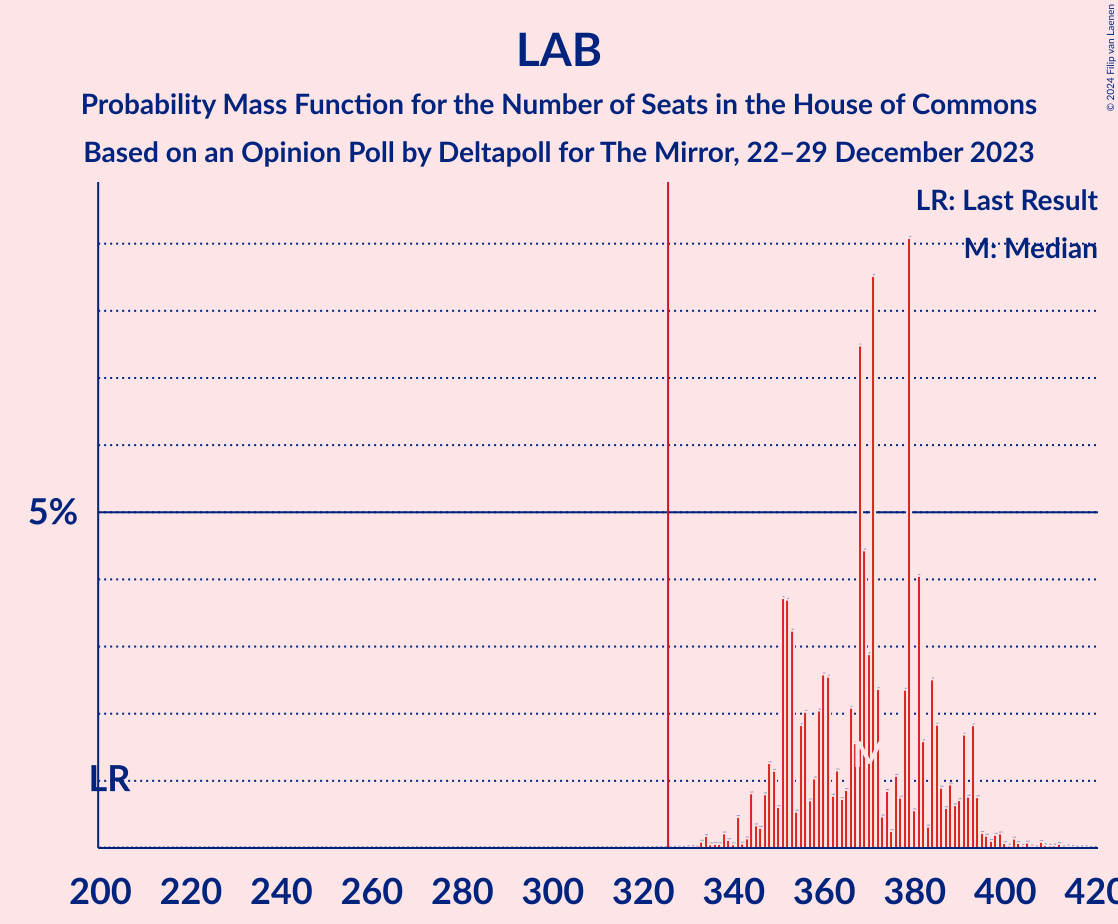 LAB
Probability Mass Function for the Number of Seats in the House of Commons
Based on an Opinion Poll by Deltapoll for The Mirror, 22–29 December 2023
© 2024 Filip van Laenen
LR: Last Result
M: Median
5%
LR
M
200 220 240 260 280 300 320 340 360 380 400 420